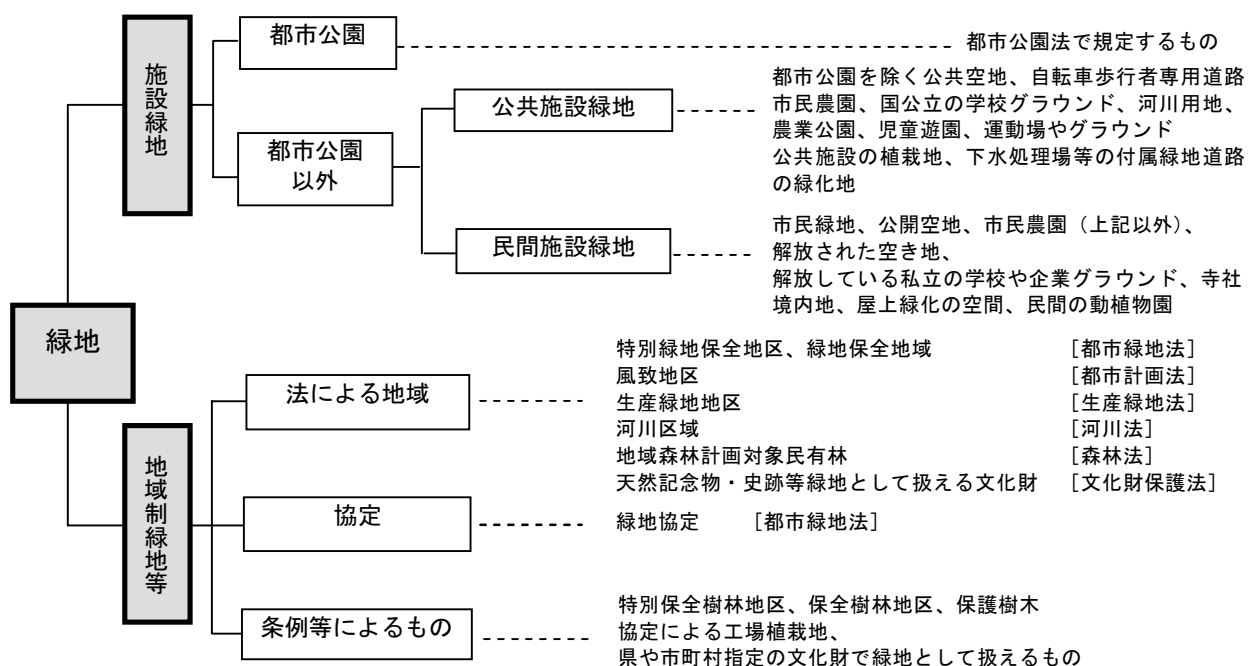 緑地
施設緑地
都市公園
都市公園法で規定するもの
都市公園
以外
公共施設緑地
都市公園を除く公共空地、自転車歩行者専用道路
市民農園、国公立の学校グラウンド、河川用地、
農業公園、児童遊園、運動場やグラウンド
公共施設の植栽地、下水処理場等の付属緑地道路
の緑化地
民間施設緑地
市民緑地、公開空地、市民農園（上記以外）、
解放された空き地、
解放している私立の学校や企業グラウンド、寺社
境内地、屋上緑化の空間、民間の動植物園
地域制緑地等
法による地域
特別緑地保全地区、緑地保全地域 ［都市緑地法］
風致地区 ［都市計画法］
生産緑地地区 ［生産緑地法］
河川区域 ［河川法］
地域森林計画対象民有林 ［森林法］
天然記念物・史跡等緑地として扱える文化財 ［文化財保護法］
協定
緑地協定 ［都市緑地法］
条例等によるもの
特別保全樹林地区、保全樹林地区、保護樹木
協定による工場植栽地、
県や市町村指定の文化財で緑地として扱えるもの